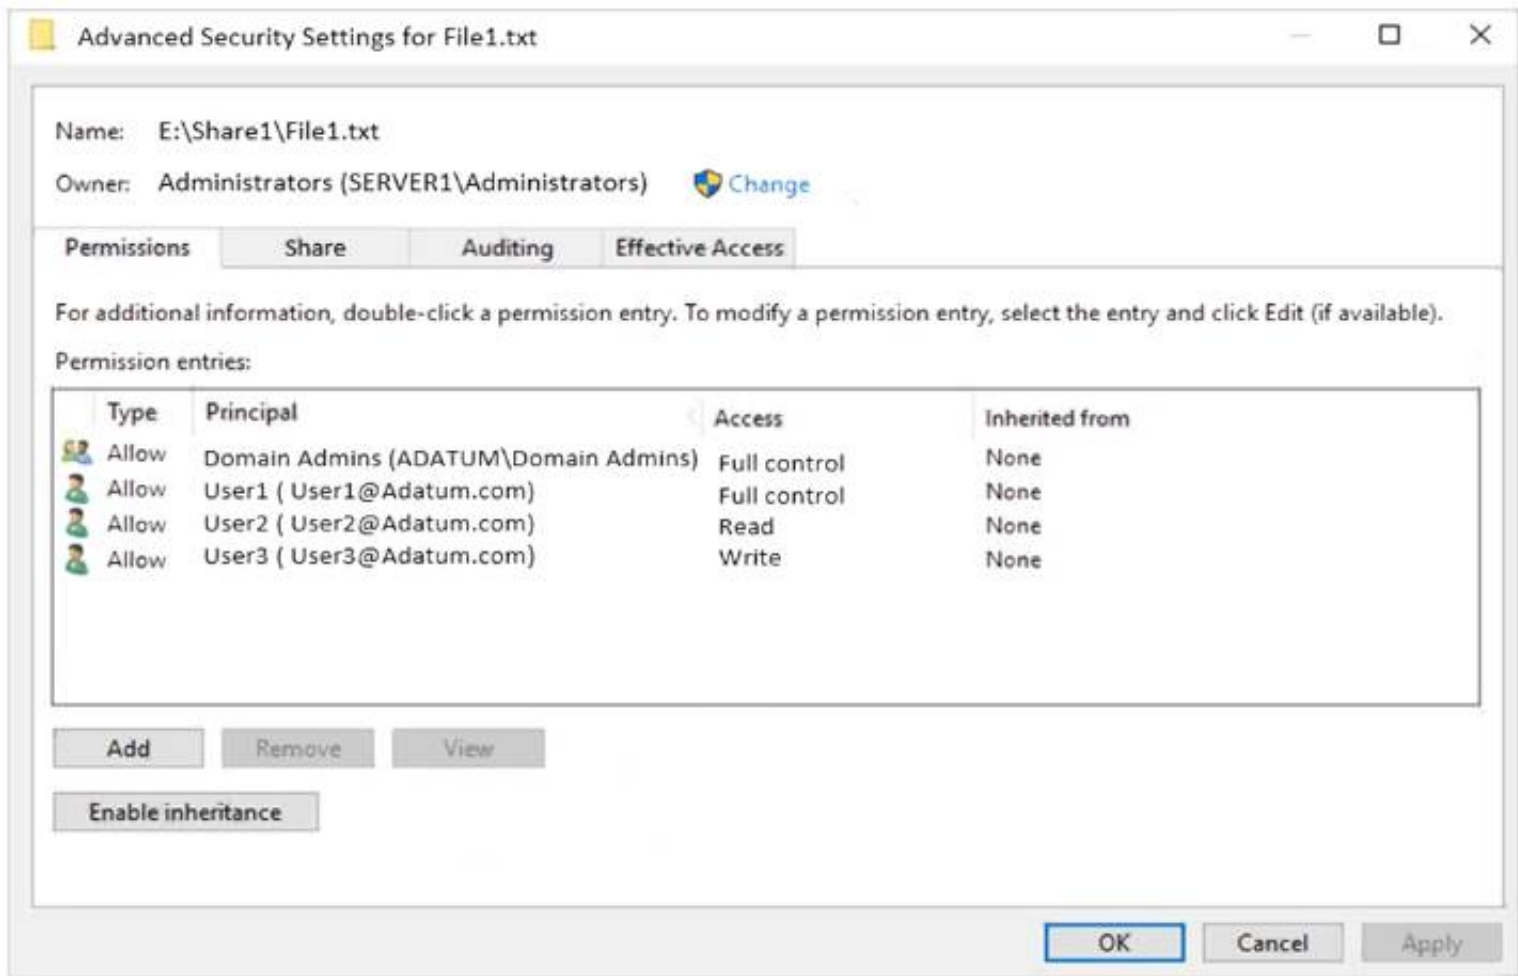 Advanced Security Settings for File1.txt
Name: E:\Share1\File1.txt
Owner: Administrators (SERVER1\Administrators) Change
Permissions Share Auditing Effective Access
For additional information, double-click a permission entry. To modify a permission entry, select the entry and click Edit (if available).
Permission entries:
Type Principal Access Inherited from
Allow Domain Admins (ADATUM\Domain Admins) Full control None
Allow User1 ( User1@Adatum.com) Full control None
Allow User2 ( User2@Adatum.com) Read None
Allow User3 ( User3@Adatum.com) Write None
Add Remove View
Enable inheritance
OK Cancel Apply